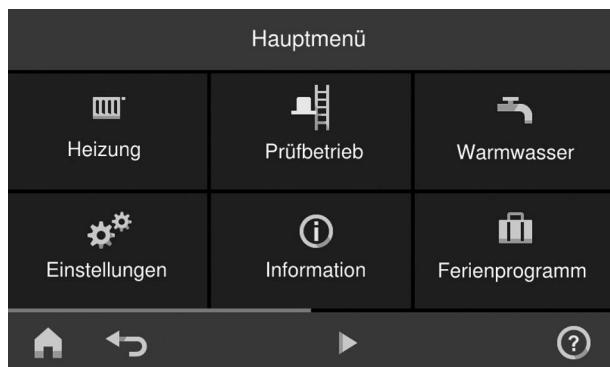 Hauptmenü
Heizung
Prüfbetrieb
Warmwasser
Einstellungen
Information
Ferienprogramm